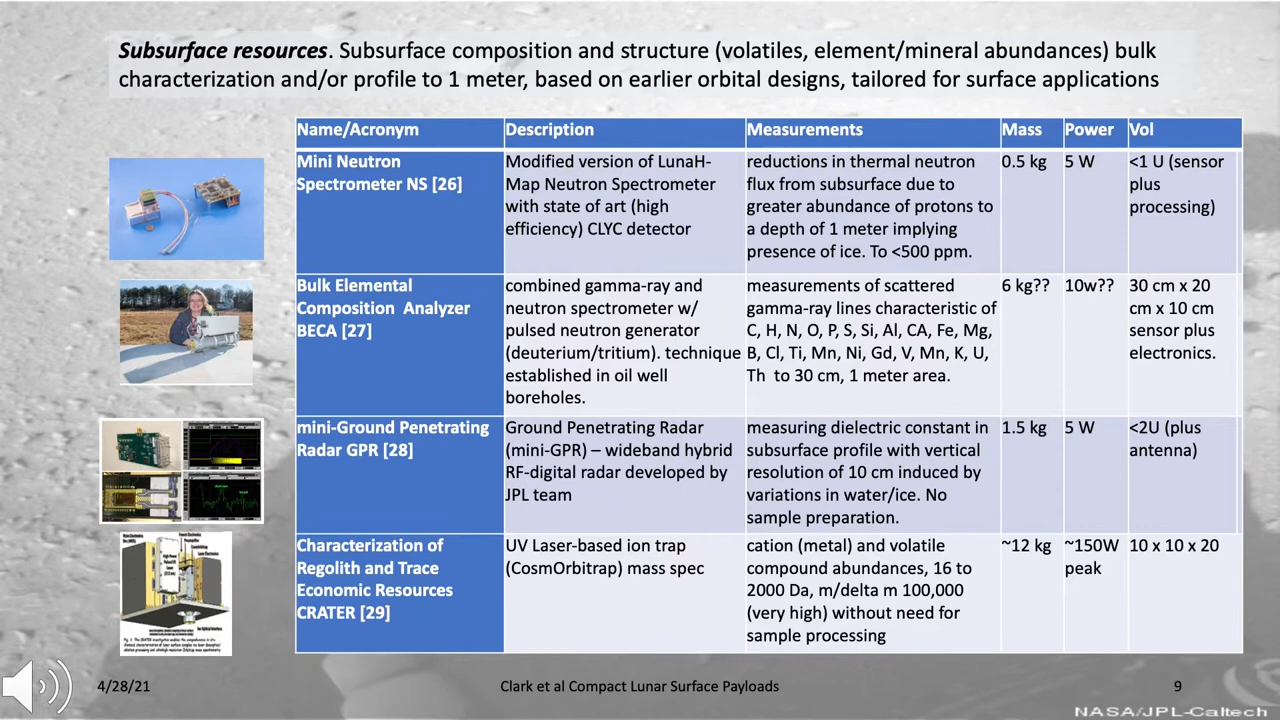 Subsurface resources. Subsurface composition and structure (volatiles, element/mineral abundances) bulk
characterization and/or profile to 1 meter, based on earlier orbital designs, tailored for surface applications
Name/Acronym Description Measurements Mass Power Vol
Mini Neutron
Spectrometer NS [26]
Modified version of LunaH-
Map Neutron Spectrometer
with state of art (high
efficiency) CLYC detector
reductions in thermal neutron
flux from subsurface due to
greater abundance of protons to
a depth of 1 meter implying
presence of ice. To <500 ppm.
0.5 kg
5 W
<1 U (sensor
plus
processing)
Bulk Elemental
Composition Analyzer
BECA [27]
combined gamma-ray and
neutron spectrometer w/
pulsed neutron generator
(deuterium/tritium). technique
established in oil well
boreholes.
measurements of scattered
gamma-ray lines characteristic of
C, H, N, O, P, S, Si, Al, CA, Fe, Mg,
B, Cl, Ti, Mn, Ni, Gd, V, Mn, K, U,
Th to 30 cm, 1 meter area.
6 kg??
10w??
30 cm x 20
cm x 10 cm
sensor plus
electronics.
mini-Ground Penetrating
Radar GPR [28]
Ground Penetrating Radar
(mini-GPR) – wideband hybrid
RF-digital radar developed by
JPL team
measuring dielectric constant in
subsurface profile with vertical
resolution of 10 cm induced by
variations in water/ice. No
sample preparation.
1.5 kg
5 W
<2U (plus
antenna)
Characterization of
Regolith and Trace
Economic Resources
CRATER [29]
UV Laser-based ion trap
(CosmOrbitrap) mass spec
cation (metal) and volatile
compound abundances, 16 to
2000 Da, m/delta m 100,000
(very high) without need for
sample processing
~12 kg
~150W
peak
10 x 10 x 20
4/28/21
Clark et al Compact Lunar Surface Payloads
9
NASA/JPL-Caltech